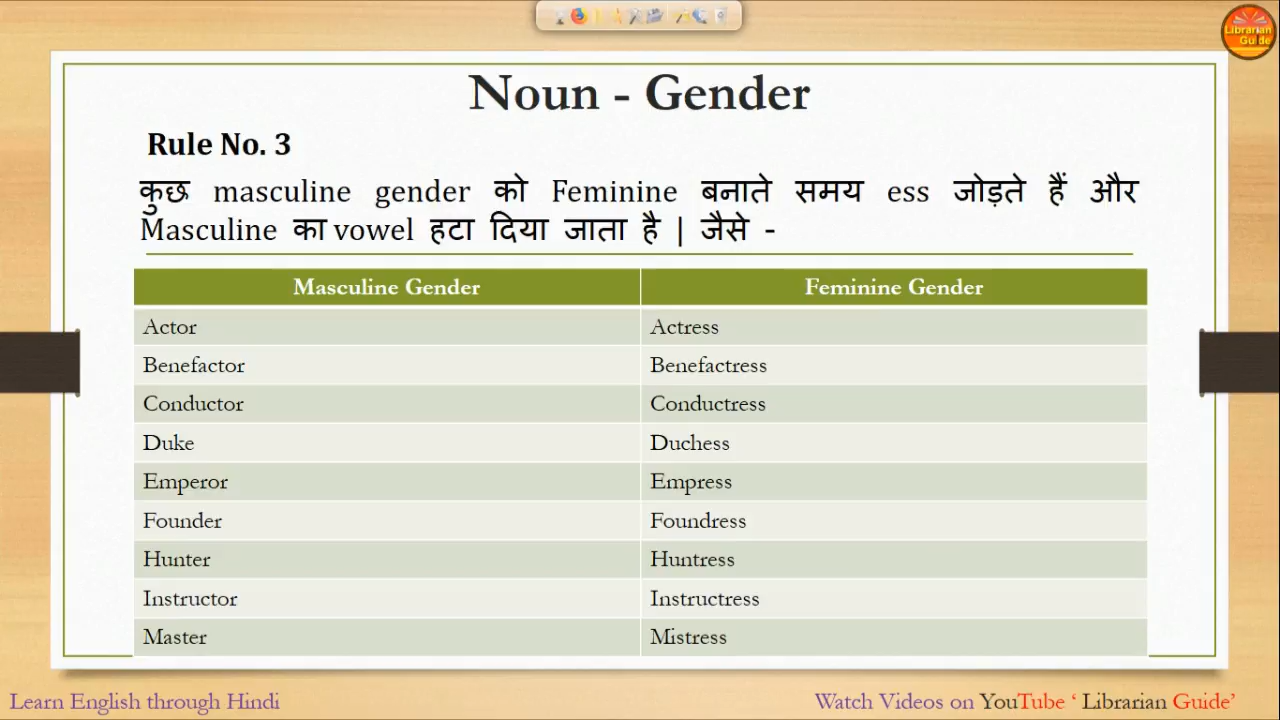 Librarian
Guide
Noun - Gender
Rule No. 3
कुछ masculine gender को Feminine बनाते समय ess जोड़ते हैं और
Masculine का vowel हटा दिया जाता है | जैसे -
Masculine Gender Feminine Gender
Actor Actress
Benefactor Benefactress
Conductor Conductress
Duke Duchess
Emperor Empress
Founder Foundress
Hunter Huntress
Instructor Instructress
Master Mistress
Learn English through Hindi Watch Videos on YouTube ‘ Librarian Guide’